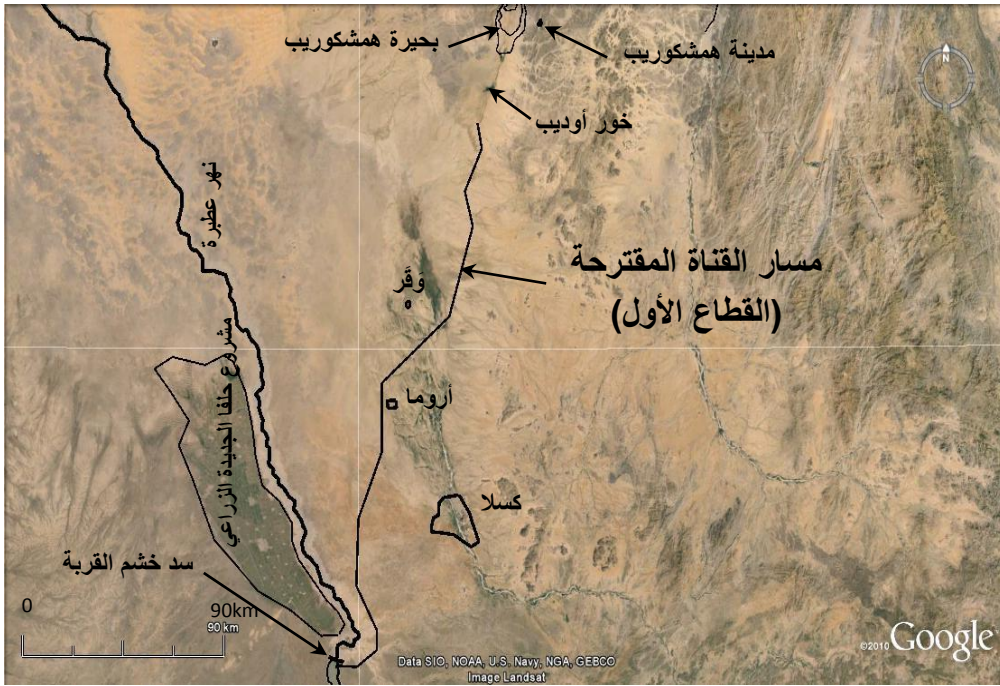 بحيرة همشكوريب
مدينة همشكوريب
N
خور أوديب
نهر عطبرة
مسار القناة المقترحة
(القطاع الأول)
وَقَر
أروما
مشروع حلفا الجديدة الزراعي
كسلا
سد خشم القربة
0
90km
90 km
Data SIO, NOAA, U.S. Navy, NGA, GEBCO
Image Landsat
©2010 Google